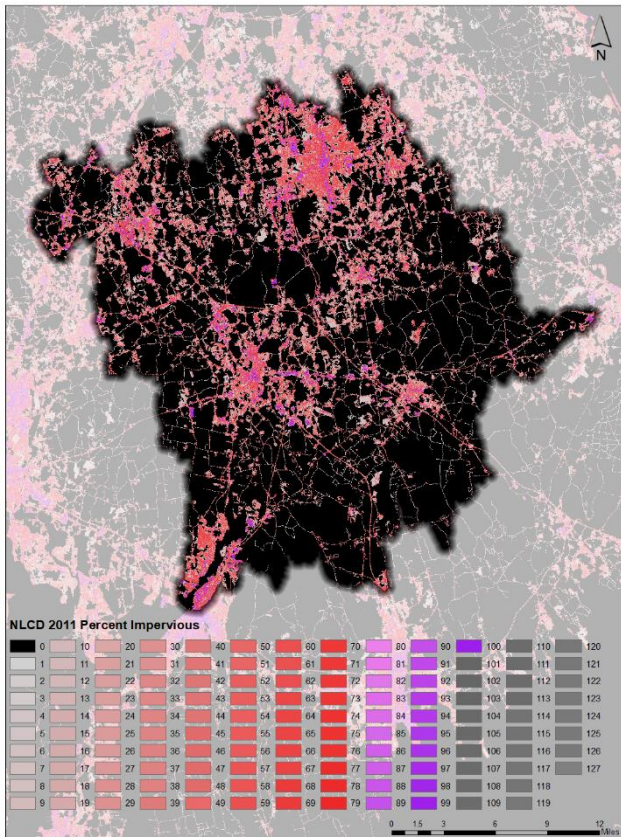 N
NLCD 2011 Percent Impervious
0 10 20 30 40 50 60 70 80 90 100 110 120
1 11 21 31 41 51 61 71 81 91 101 111 121
2 12 22 32 42 52 62 72 82 92 102 112 122
3 13 23 33 43 53 63 73 83 93 103 113 123
4 14 24 34 44 54 64 74 84 94 104 114 124
5 15 25 35 45 55 65 75 85 95 105 115 125
6 16 26 36 46 56 66 76 86 96 106 116 126
7 17 27 37 47 57 67 77 87 97 107 117 127
8 18 28 38 48 58 68 78 88 98 108 118
9 19 29 39 49 59 69 79 89 99 109 119
0 1.5 3 6 9 12
Miles